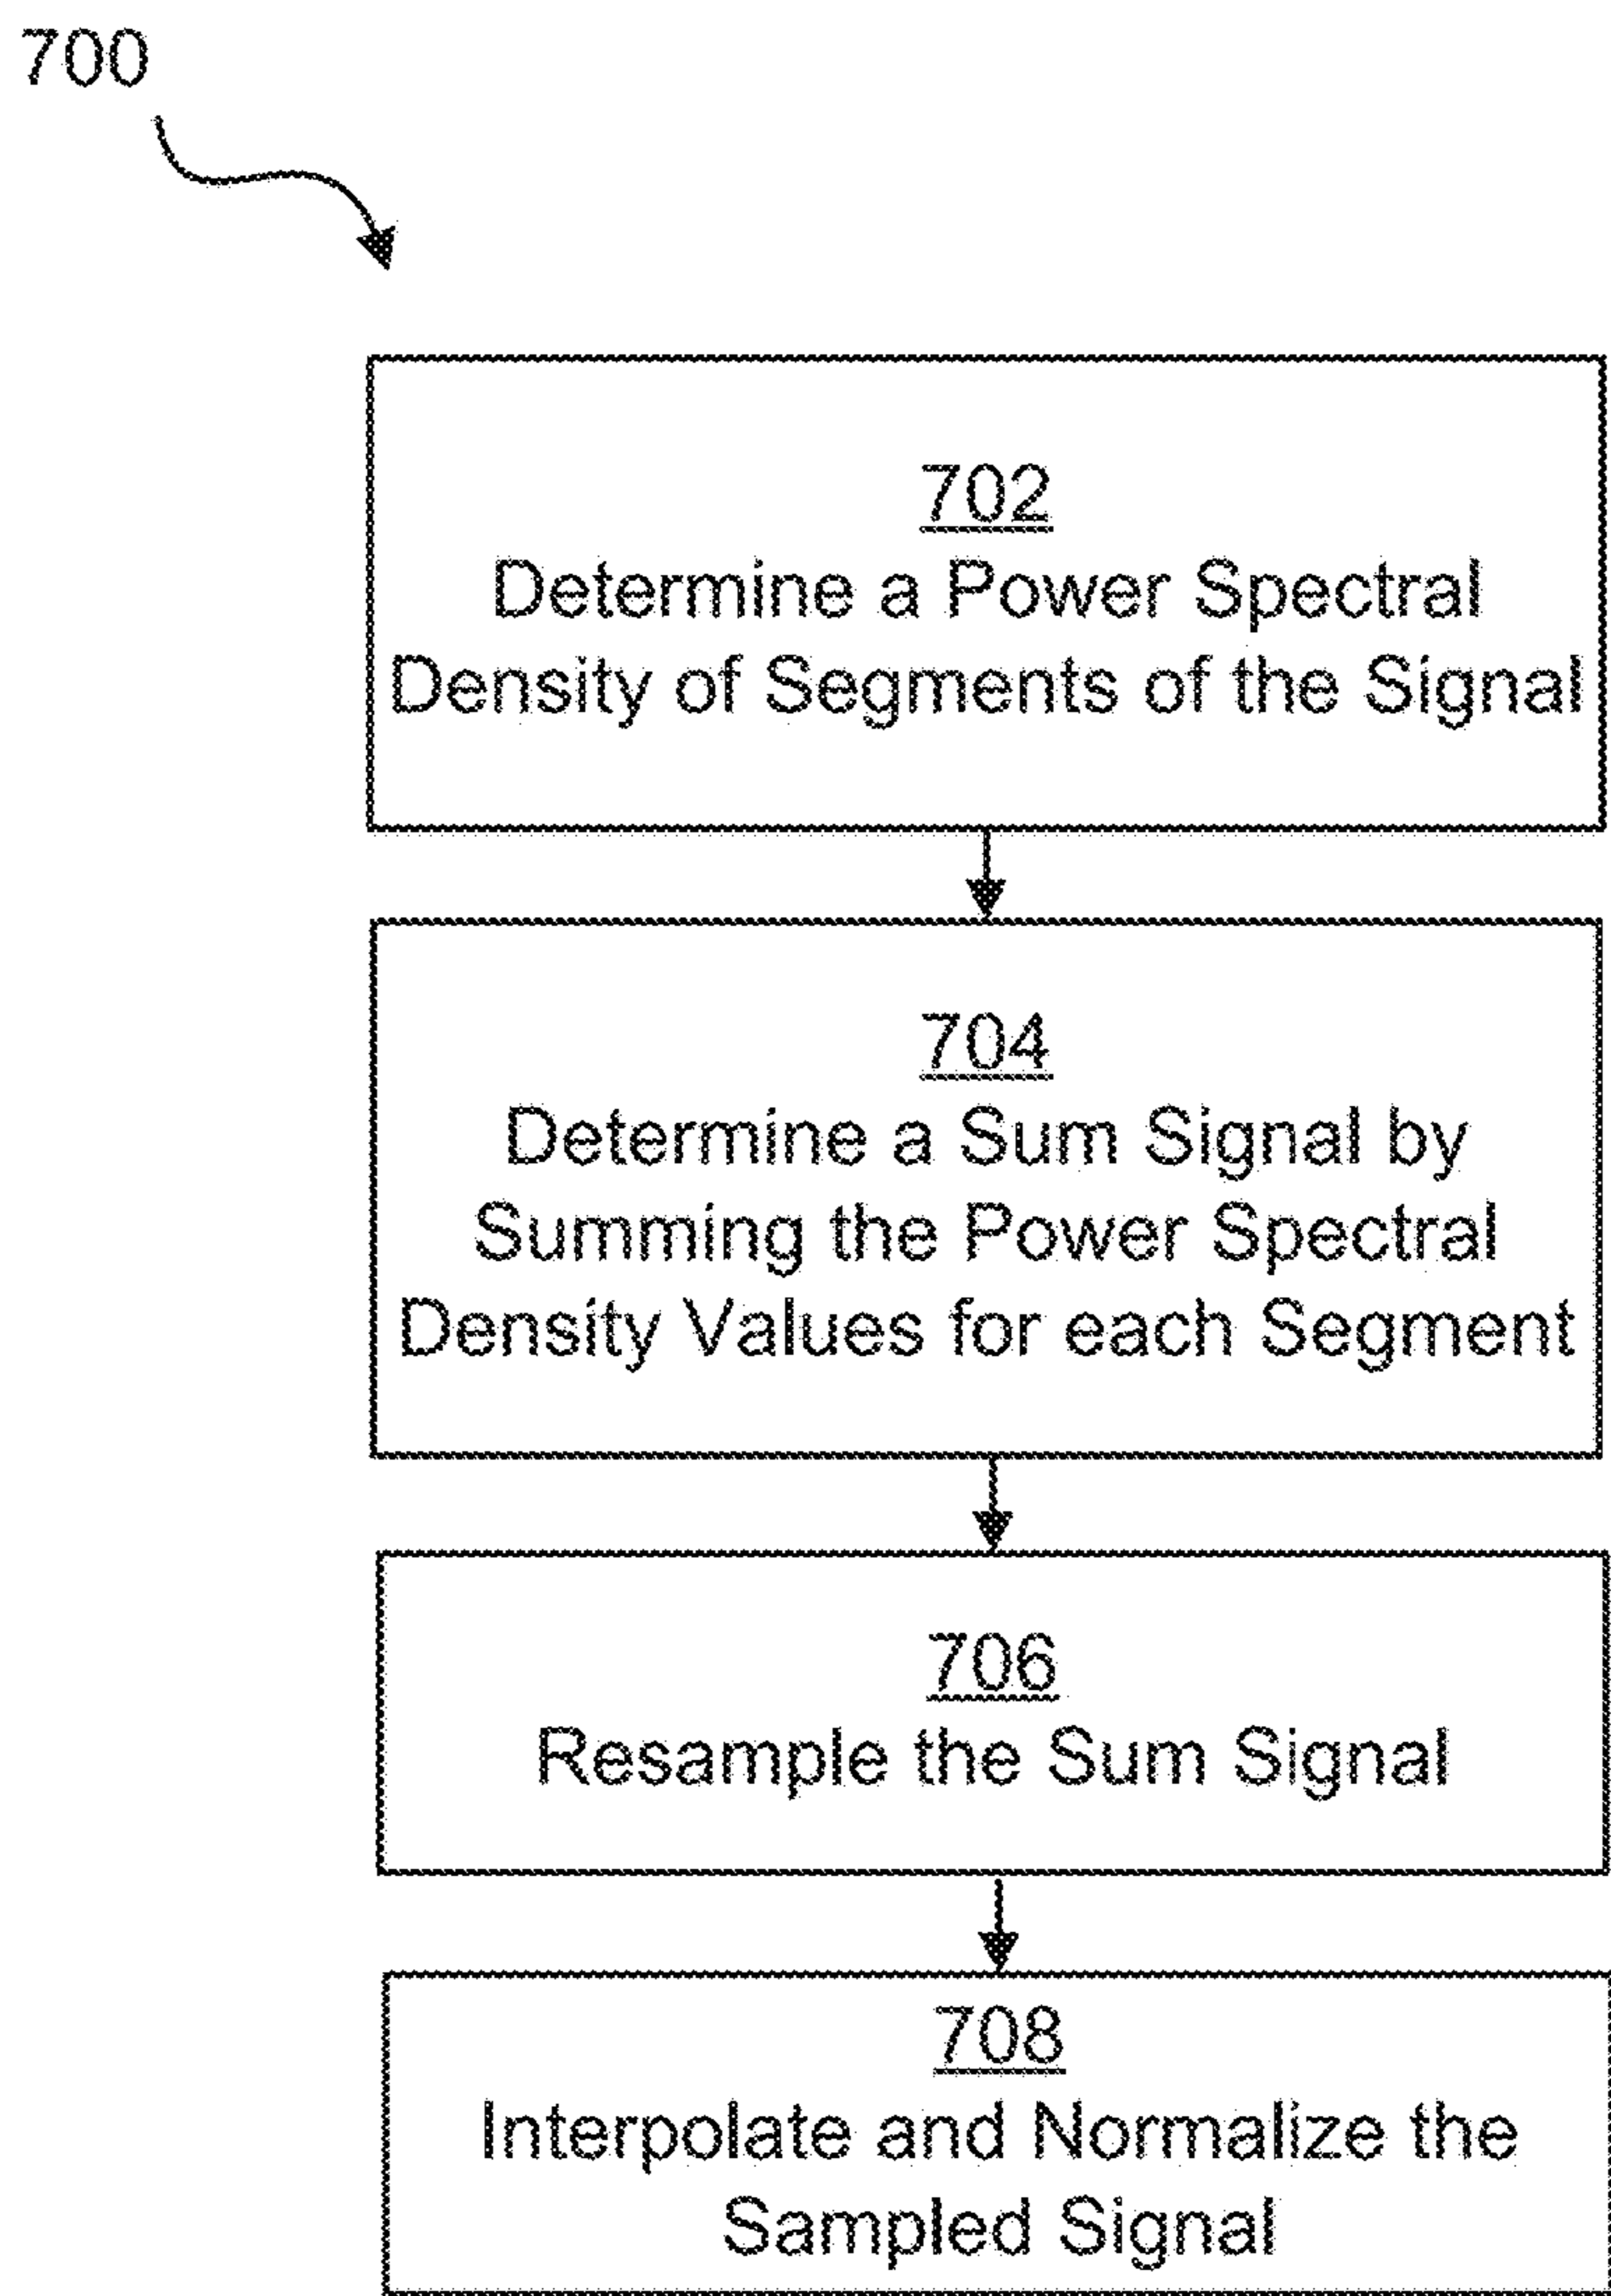 700
702
Determine a Power Spectral
Density of Segments of the Signal
704
Determine a Sum Signal by
Summing the Power Spectral
Density Values for each Segment
706
Resample the Sum Signal
708
Interpolate and Normalize the
Sampled Signal